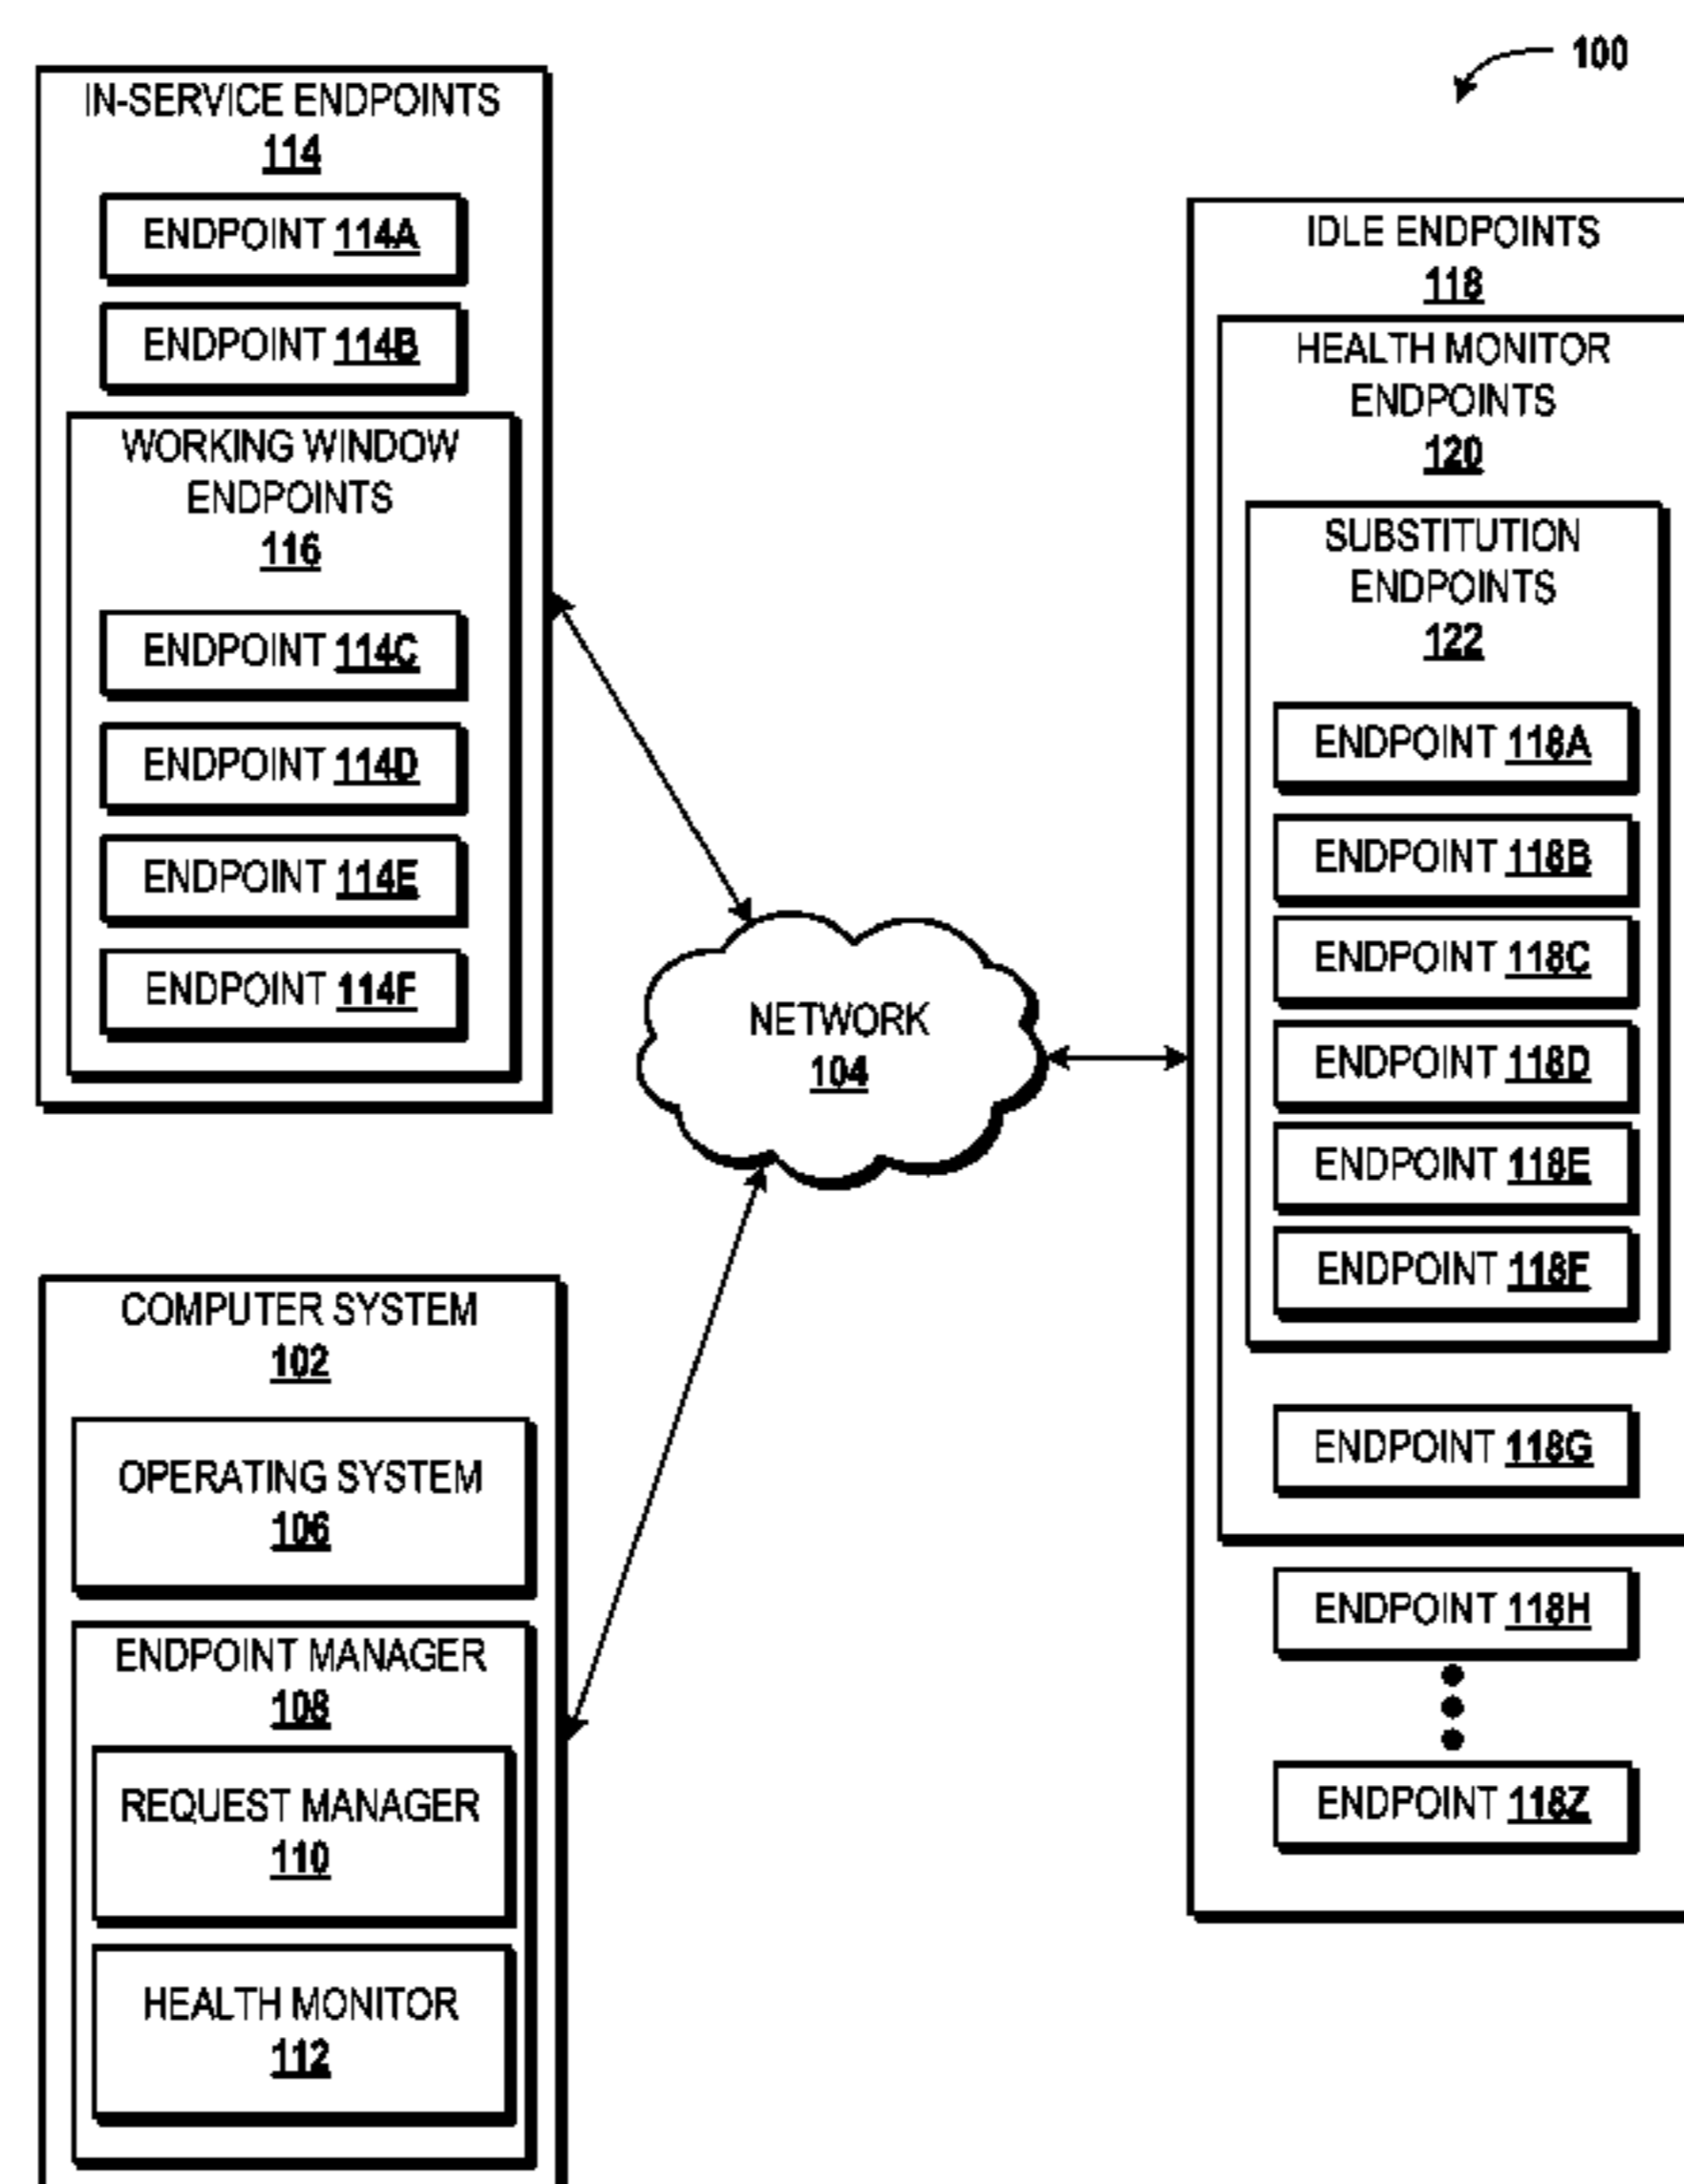 100
IN-SERVICE ENDPOINTS
114
ENDPOINT 114A
ENDPOINT 114B
WORKING WINDOW
ENDPOINTS
116
ENDPOINT 114C
ENDPOINT 114D
ENDPOINT 114E
ENDPOINT 114F
NETWORK
104
COMPUTER SYSTEM
102
OPERATING SYSTEM
106
ENDPOINT MANAGER
108
REQUEST MANAGER
110
HEALTH MONITOR
112
IDLE ENDPOINTS
118
HEALTH MONITOR
ENDPOINTS
120
SUBSTITUTION
ENDPOINTS
122
ENDPOINT 118A
ENDPOINT 118B
ENDPOINT 118C
ENDPOINT 118D
ENDPOINT 118E
ENDPOINT 118F
ENDPOINT 118G
ENDPOINT 118H
ENDPOINT 118Z